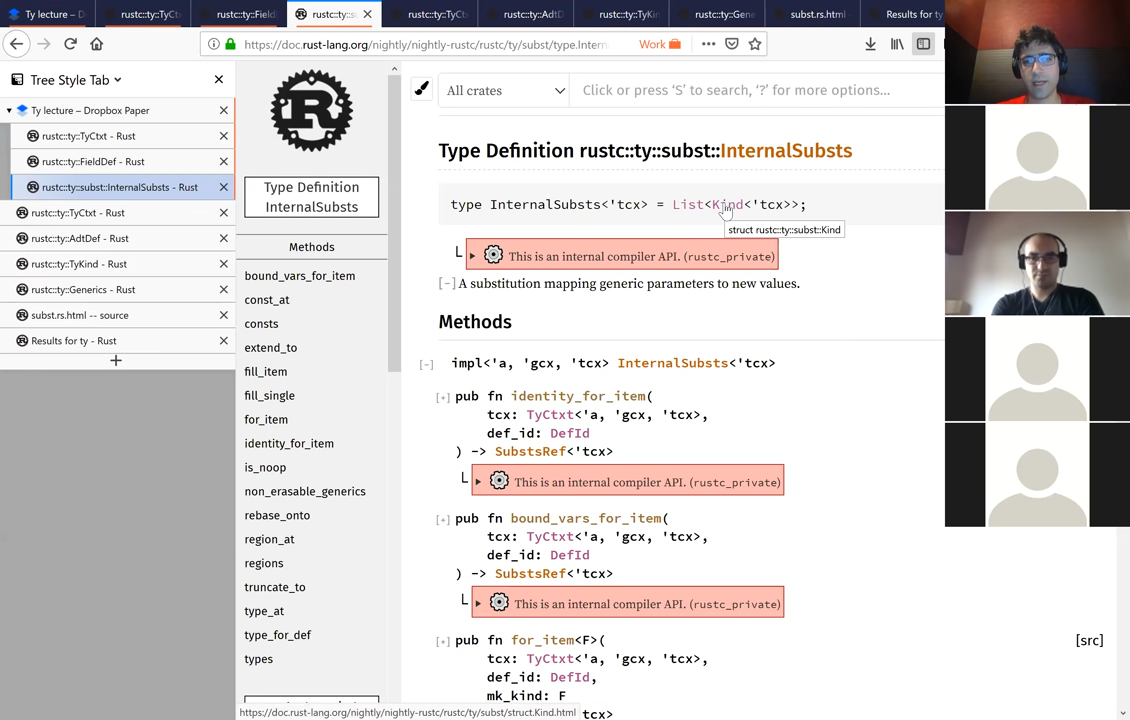 Ty lecture – D
rustc::ty::TyCt
rustc::ty::Field
rustc::ty::s
rustc::ty::TyCt
rustc::ty::AdtD
rustc::ty::TyKin
rustc::ty::Gene
subst.rs.html
Results for ty
https://doc.rust-lang.org/nightly/nightly-rustc/rustc/ty/subst/type.Intern
Work
Tree Style Tab
Ty lecture – Dropbox Paper
rustc::ty::TyCtxt - Rust
rustc::ty::FieldDef - Rust
rustc::ty::subst::InternalSubsts - Rust
rustc::ty::TyCtxt - Rust
rustc::ty::AdtDef - Rust
rustc::ty::TyKind - Rust
rustc::ty::Generics - Rust
subst.rs.html -- source
Results for ty - Rust
+
R
Type Definition
InternalSubsts
Methods
bound_vars_for_item
const_at
consts
extend_to
fill_item
fill_single
for_item
identity_for_item
is_noop
non_erasable_generics
rebase_onto
region_at
regions
truncate_to
type_at
type_for_def
types
All crates
Click or press ‘S’ to search, ‘?’ for more options…
Type Definition rustc::ty::subst::InternalSubsts
type InternalSubsts<'tcx> = List<Kind<'tcx>>;
struct rustc::ty::subst::Kind
This is an internal compiler API. (rustc_private)
[-] A substitution mapping generic parameters to new values.
Methods
[-] impl<'a, 'gcx, 'tcx> InternalSubsts<'tcx>
[+] pub fn identity_for_item(
tcx: TyCtxt<'a, 'gcx, 'tcx>,
def_id: DefId
) -> SubstsRef<'tcx>
This is an internal compiler API. (rustc_private)
[+] pub fn bound_vars_for_item(
tcx: TyCtxt<'a, 'gcx, 'tcx>,
def_id: DefId
) -> SubstsRef<'tcx>
This is an internal compiler API. (rustc_private)
[+] pub fn for_item<F>( [src]
tcx: TyCtxt<'a, 'gcx, 'tcx>,
def_id: DefId,
mk_kind: F
tcx>
https://doc.rust-lang.org/nightly/nightly-rustc/rustc/ty/subst/struct.Kind.html